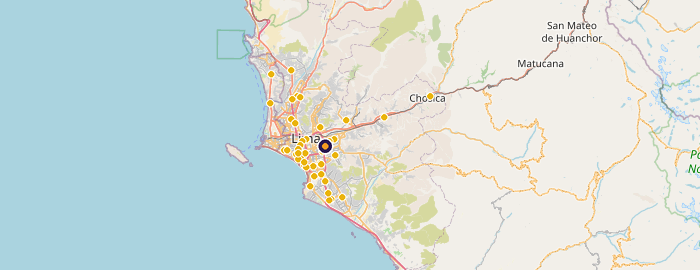 San Mateo
de Huanchor
Matucana
Chosica
Lima